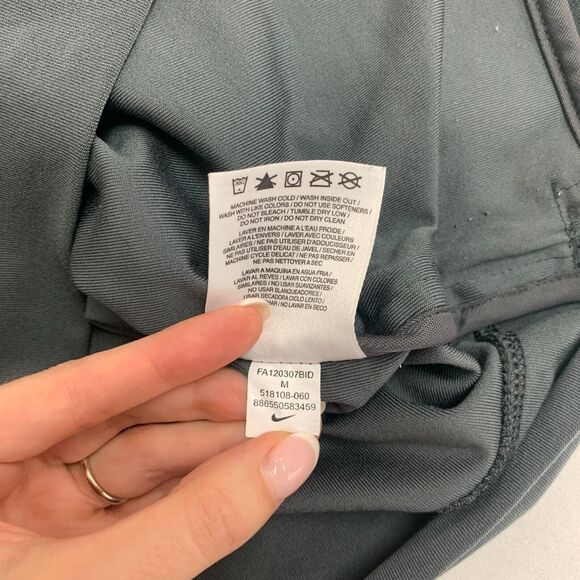 MACHINE WASH COLD / WASH INSIDE OUT /
WASH WITH LIKE COLORS / DO NOT USE SOFTENERS /
DO NOT BLEACH / TUMBLE DRY LOW /
DO NOT IRON / DO NOT DRY CLEAN
LAVER EN MACHINE A L'EAU FROIDE
/ LAVER A L'ENVERS / LAVER AVEC COULEURS
SIMILAIRES / NE PAS UTILISER D'ADOUCISSEUR /
NE PAS UTILISER D'EAU DE JAVEL / SECHER EN
MACHINE CYCLE DELICAT / NE PAS REPASSER /
NE PAS NETTOYER A SEC
LAVAR A MAQUINA EN AGUA FRIA /
LAVAR AL REVES / LAVAR CON COLORES
SIMILARES / NO USAR SUAVIZANTES /
NO USAR BLANQUEADORES /
USAR SECADORA CICLO LENTO /
NO LAVAR EN SECO
FA120307BID
M
518108-060
886550583459